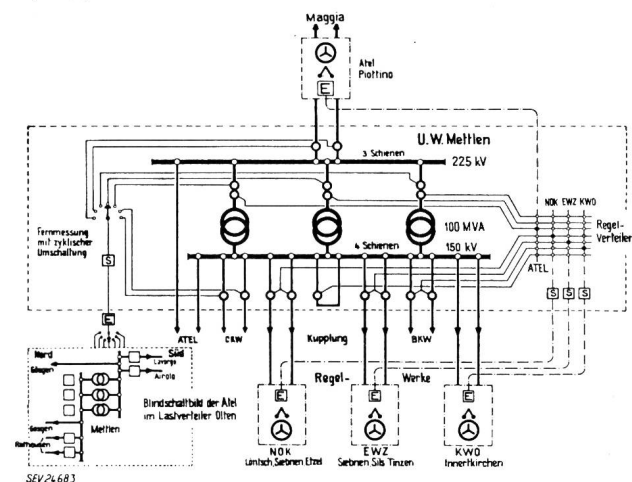 Maggia
Atel
Piottino
E
U.W. Mettlen
3 Schienen
225 kV
NOK EWZ KWO
Regel-
Verteiler
100 MVA
4 Schienen
150 kV
Fernmessung
mit zyklischer
Umschaltung
S
ATEL
S S S
E
ATEL
CKW
Kupplung
BKW
Nord
Süd
Gösgen
Lavorgo
Airolo
Mettlen
Gösgen
Rathausen
Blindschaltbild der Atel
im Lastverteiler Olten
Regel-
Werke
E
E
E
NOK
Löntsch, Siebnen Etzel
EWZ
Siebnen Sils Tinzen
KWO
Innertkirchen
SEV 24683